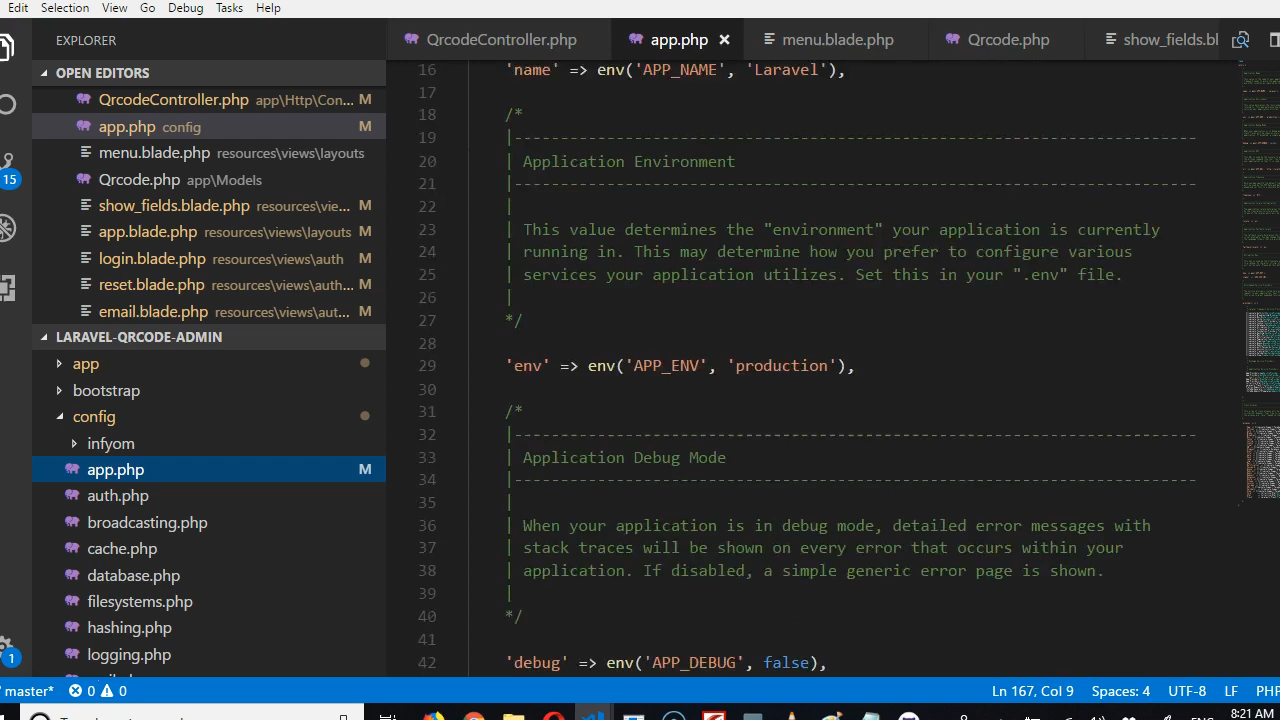 Edit Selection View Go Debug Tasks Help
EXPLORER
OPEN EDITORS
QrcodeController.php app\Http\Con... M
app.php config M
menu.blade.php resources\views\layouts
Qrcode.php app\Models
show_fields.blade.php resources\vie... M
app.blade.php resources\views\layouts M
login.blade.php resources\views\auth M
reset.blade.php resources\views\auth... M
email.blade.php resources\views\aut... M
LARAVEL-QRCODE-ADMIN
app
bootstrap
config
infyom
app.php M
auth.php
broadcasting.php
cache.php
database.php
filesystems.php
hashing.php
logging.php
15
1
QrcodeController.php app.php × menu.blade.php Qrcode.php show_fields.bl
16 'name' => env('APP_NAME', 'Laravel'),
17
18 /*
19 |--------------------------------------------------------------------------
20 | Application Environment
21 |--------------------------------------------------------------------------
22 |
23 | This value determines the "environment" your application is currently
24 | running in. This may determine how you prefer to configure various
25 | services your application utilizes. Set this in your ".env" file.
26 |
27 */
28
29 'env' => env('APP_ENV', 'production'),
30
31 /*
32 |--------------------------------------------------------------------------
33 | Application Debug Mode
34 |--------------------------------------------------------------------------
35 |
36 | When your application is in debug mode, detailed error messages with
37 | stack traces will be shown on every error that occurs within your
38 | application. If disabled, a simple generic error page is shown.
39 |
40 */
41
42 'debug' => env('APP_DEBUG', false),
master* 0 0 Ln 167, Col 9 Spaces: 4 UTF-8 LF PHP
8:21 AM